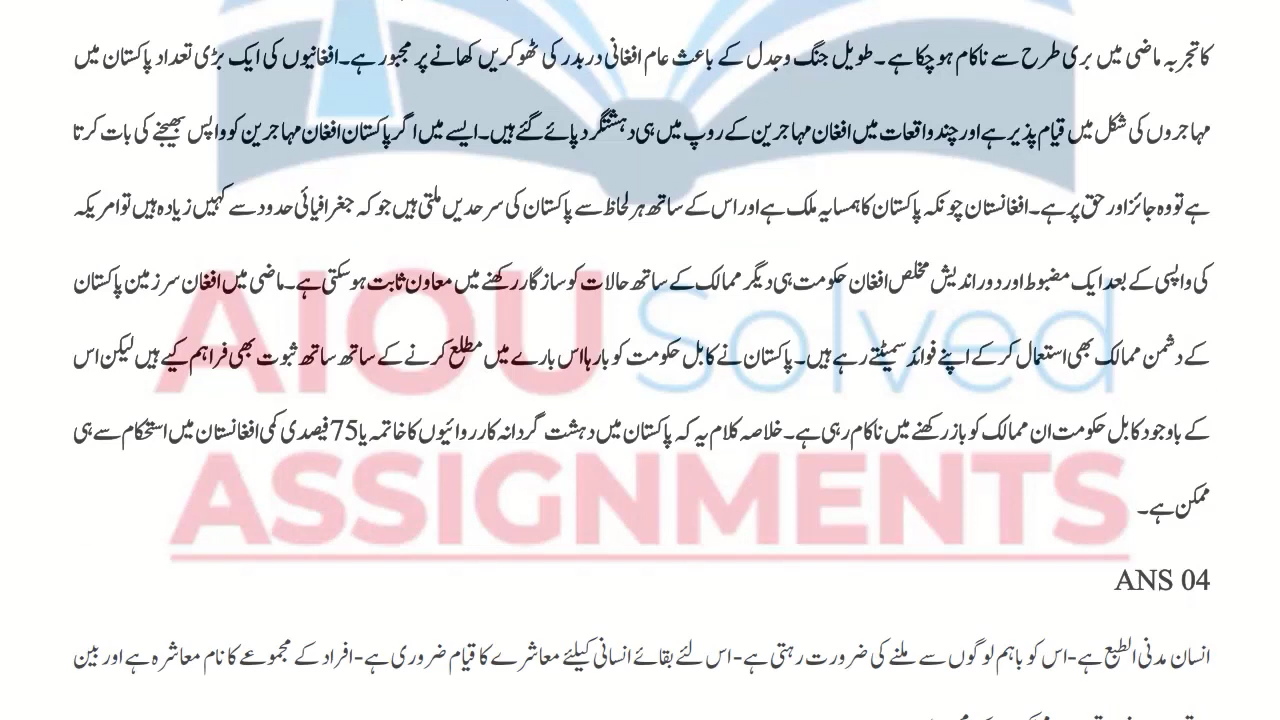 کا تجربہ ماضی میں بری طرح سے ناکام ہو چکا ہے۔ طویل جنگ وجدل کے باعث عام افغانی در بدر کی ٹھوکریں کھانے پر مجبور ہے۔ افغانیوں کی ایک بڑی تعداد پاکستان میں
مہاجروں کی شکل میں قیام پذیر ہے اور چند واقعات میں افغان مہاجرین کے روپ میں ہی دہشتگرد پائے گئے ہیں۔ ایسے میں اگر پاکستان افغان مہاجرین کو واپس بھیجنے کی بات کرتا
ہے تو وہ جائز اور حق پر ہے۔ افغانستان چونکہ پاکستان کا ہمسایہ ملک ہے اور اس کے ساتھ ہر لحاظ سے پاکستان کی سرحدیں ملتی ہیں جو کہ جغرافیائی حدود سے کہیں زیادہ ہیں تو امریکہ
کی واپسی کے بعد ایک مضبوط اور دور اندیش مخلص افغان حکومت ہی دیگر ممالک کے ساتھ حالات کو سازگار رکھنے میں معاون ثابت ہو سکتی ہے۔ ماضی میں افغان سرزمین پاکستان
کے دشمن ممالک بھی استعمال کر کے اپنے فوائد سمیٹتے رہے ہیں۔ پاکستان نے کابل حکومت کو بارہا اس بارے میں مطلع کرنے کے ساتھ ساتھ ثبوت بھی فراہم کیے ہیں لیکن اس
کے باوجود کابل حکومت ان ممالک کو باز رکھنے میں ناکام رہی ہے۔ خلاصہ کلام یہ کہ پاکستان میں دہشت گردانہ کارروائیوں کا خاتمہ یا 75 فیصدی کمی افغانستان میں استحکام سے ہی
ممکن ہے۔
AIOU Solved
ASSIGNMENTS
ANS 04
انسان مدنی الطبع ہے-اس کو باہم لوگوں سے ملنے کی ضرورت رہتی ہے- اس لئے بقائے انسانی کیلئے معاشرے کا قیام ضروری ہے-افراد کے مجموعے کا نام معاشرہ ہے اور بین